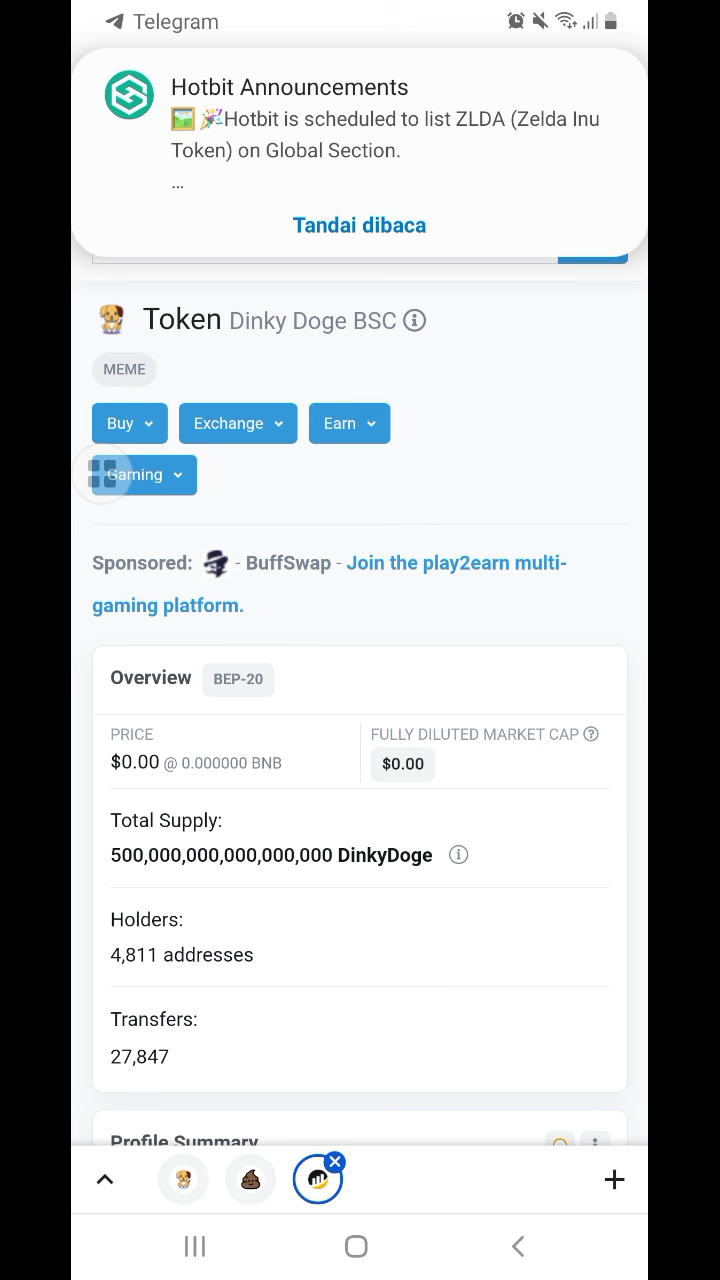 Telegram
Hotbit Announcements
🖼️ 🎉Hotbit is scheduled to list ZLDA (Zelda Inu
Token) on Global Section.
...
Tandai dibaca
Token Dinky Doge BSC
MEME
Buy Exchange Earn
Gaming
Sponsored: - BuffSwap - Join the play2earn multi-
gaming platform.
Overview BEP-20
PRICE
$0.00 @ 0.000000 BNB
FULLY DILUTED MARKET CAP
$0.00
Total Supply:
500,000,000,000,000,000 DinkyDoge
Holders:
4,811 addresses
Transfers:
27,847
Profile Summary